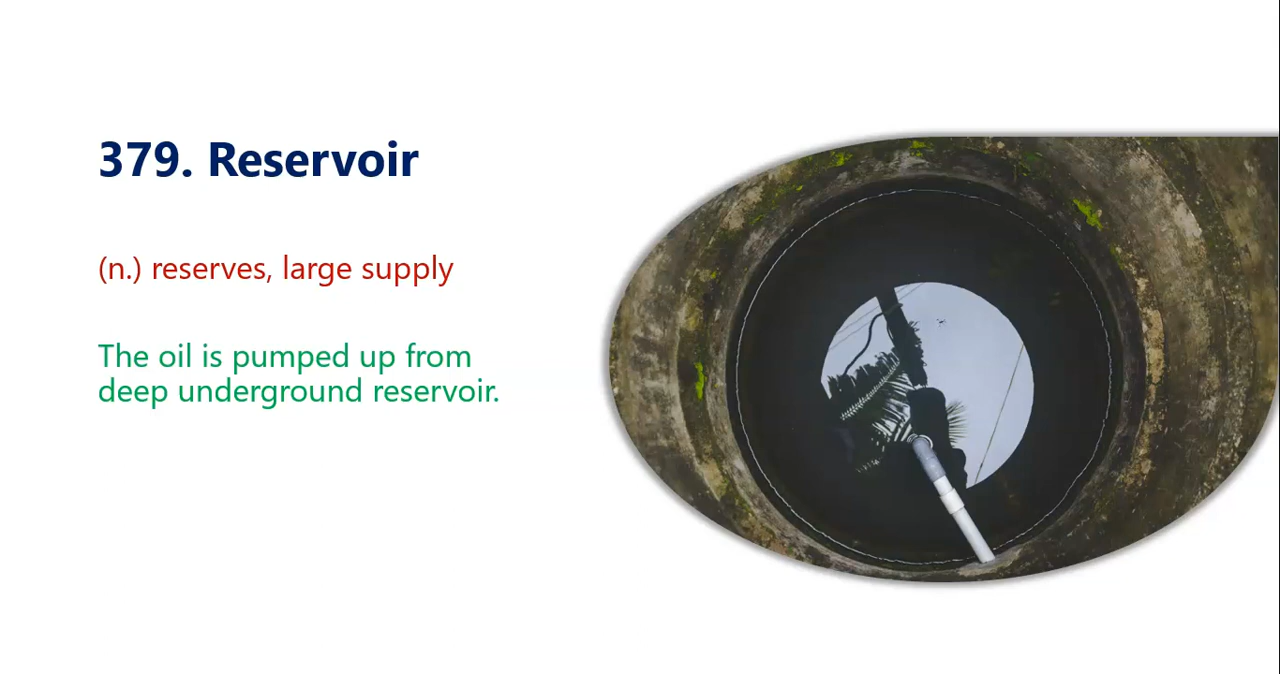 379. Reservoir
(n.) reserves, large supply
The oil is pumped up from
deep underground reservoir.